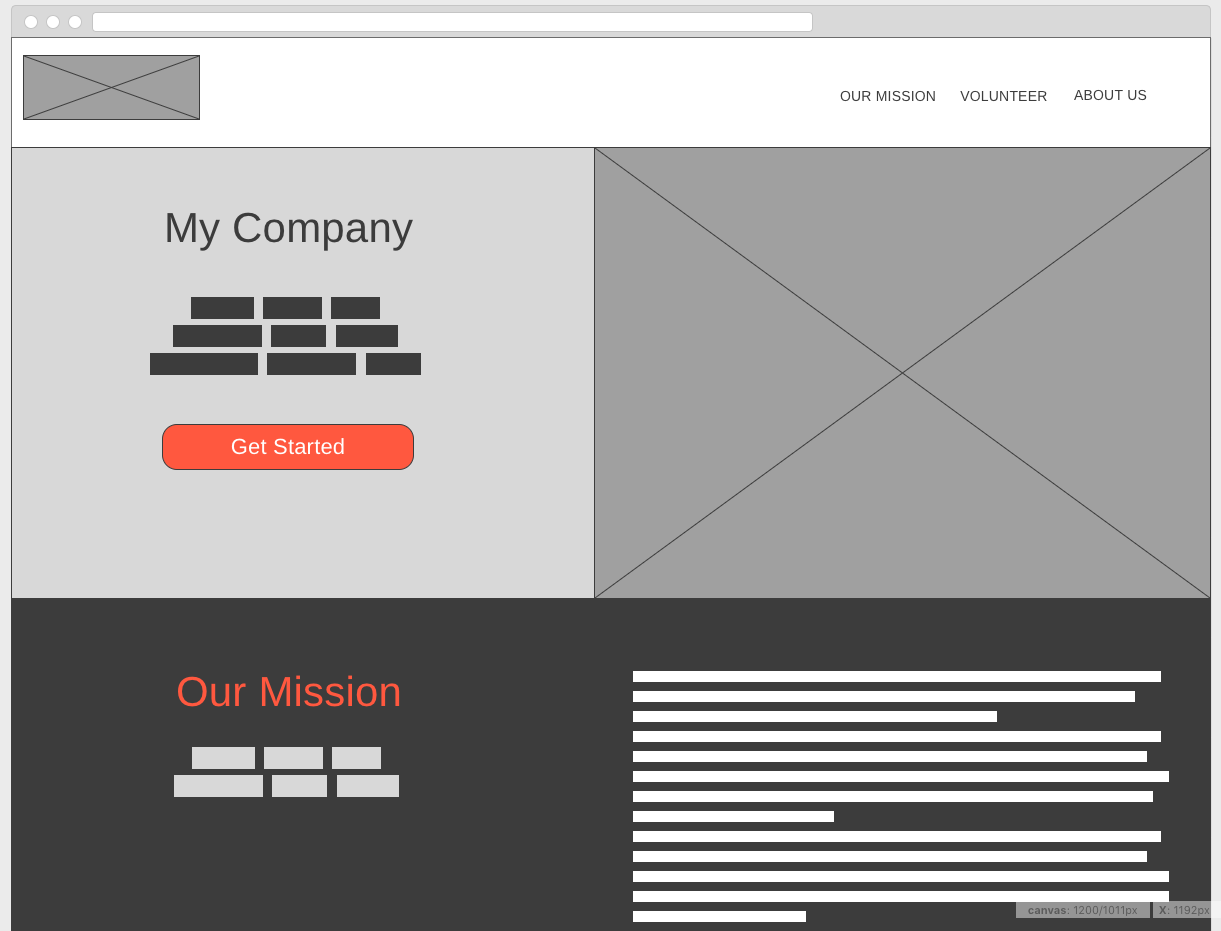 OUR MISSION VOLUNTEER ABOUT US
My Company
Get Started
Our Mission
canvas: 1200/1011px X: 1192px